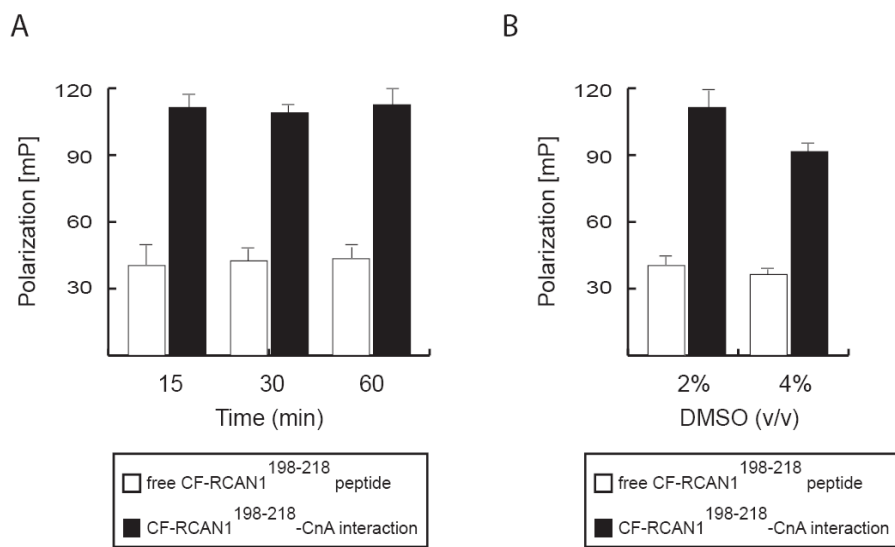 A
Polarization [mP]
120
90
60
30
15 30 60
Time (min)
free CF-RCAN1198-218 peptide
CF-RCAN1198-218-CnA interaction
B
Polarization [mP]
120
90
60
30
2% 4%
DMSO (v/v)
free CF-RCAN1198-218 peptide
CF-RCAN1198-218-CnA interaction